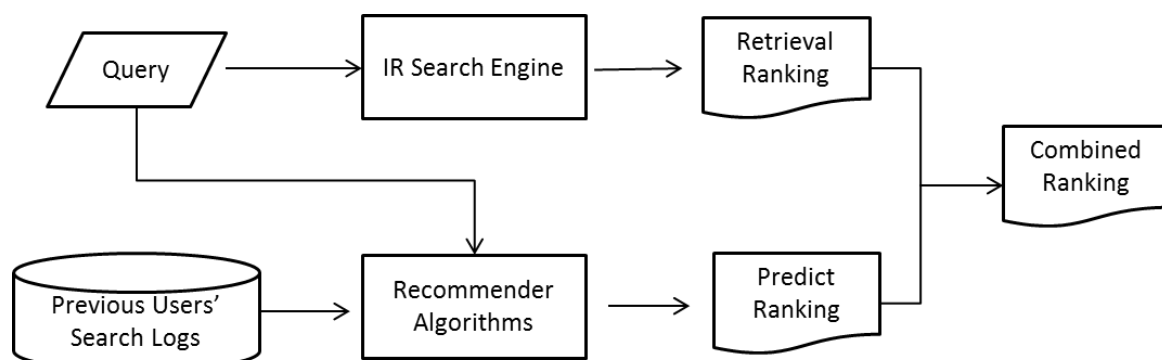 Query
IR Search Engine
Retrieval
Ranking
Combined
Ranking
Previous Users’
Search Logs
Recommender
Algorithms
Predict
Ranking